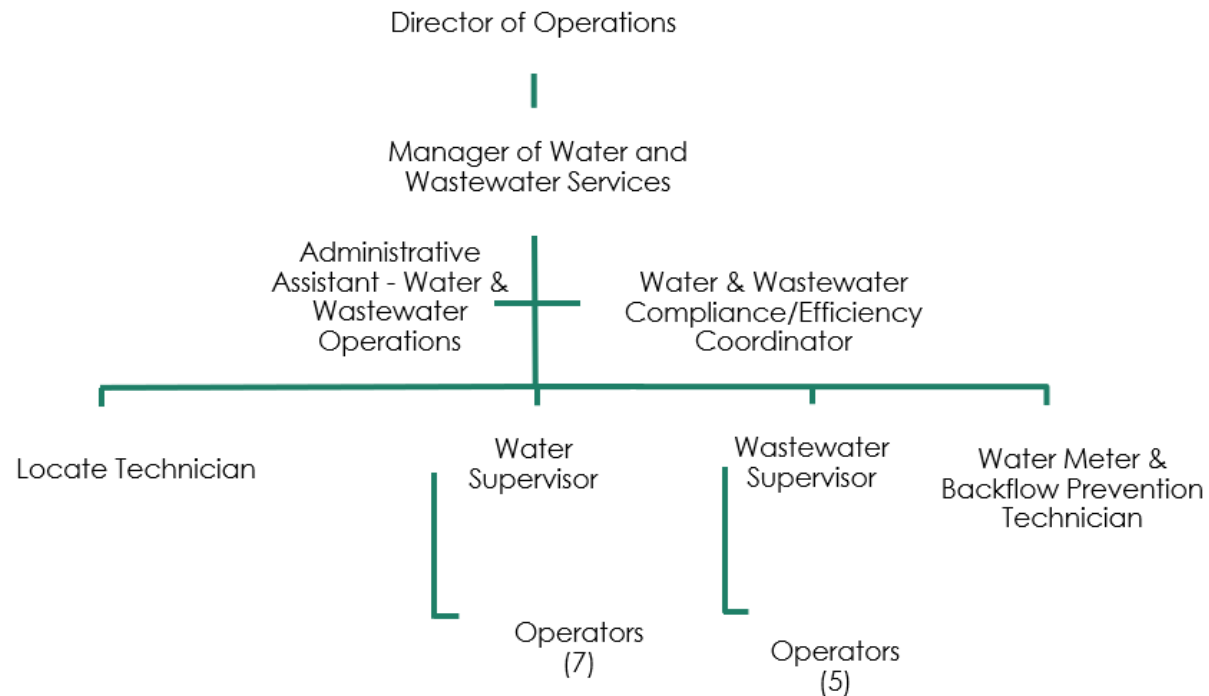 Director of Operations
Manager of Water and
Wastewater Services
Administrative
Assistant - Water &
Wastewater
Operations
Water & Wastewater
Compliance/Efficiency
Coordinator
Locate Technician
Water
Supervisor
Wastewater
Supervisor
Water Meter &
Backflow Prevention
Technician
Operators
(7)
Operators
(5)